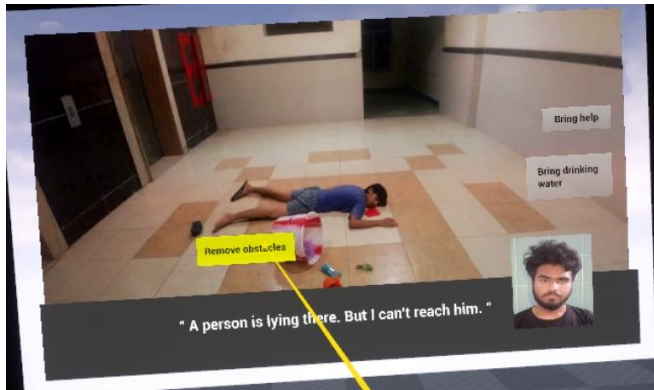 Bring help
Bring drinking
water
Remove obstacles
“ A person is lying there. But I can't reach him. “